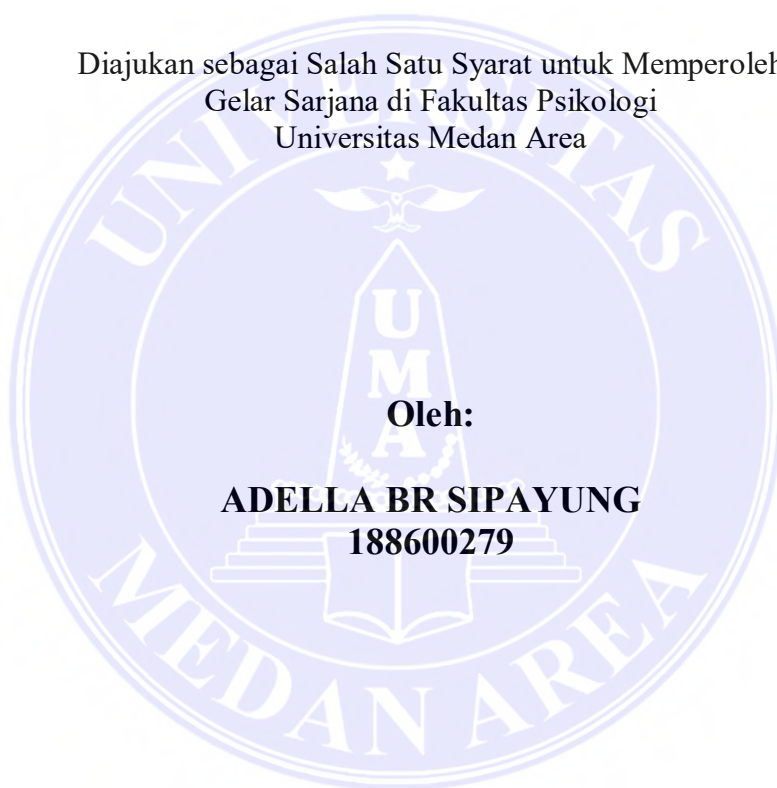 Diajukan sebagai Salah Satu Syarat untuk Memperoleh
Gelar Sarjana di Fakultas Psikologi
Universitas Medan Area
UNIVERSITAS
U
M
A
Oleh:
ADELLA BR SIPAYUNG
188600279
MEDAN AREA